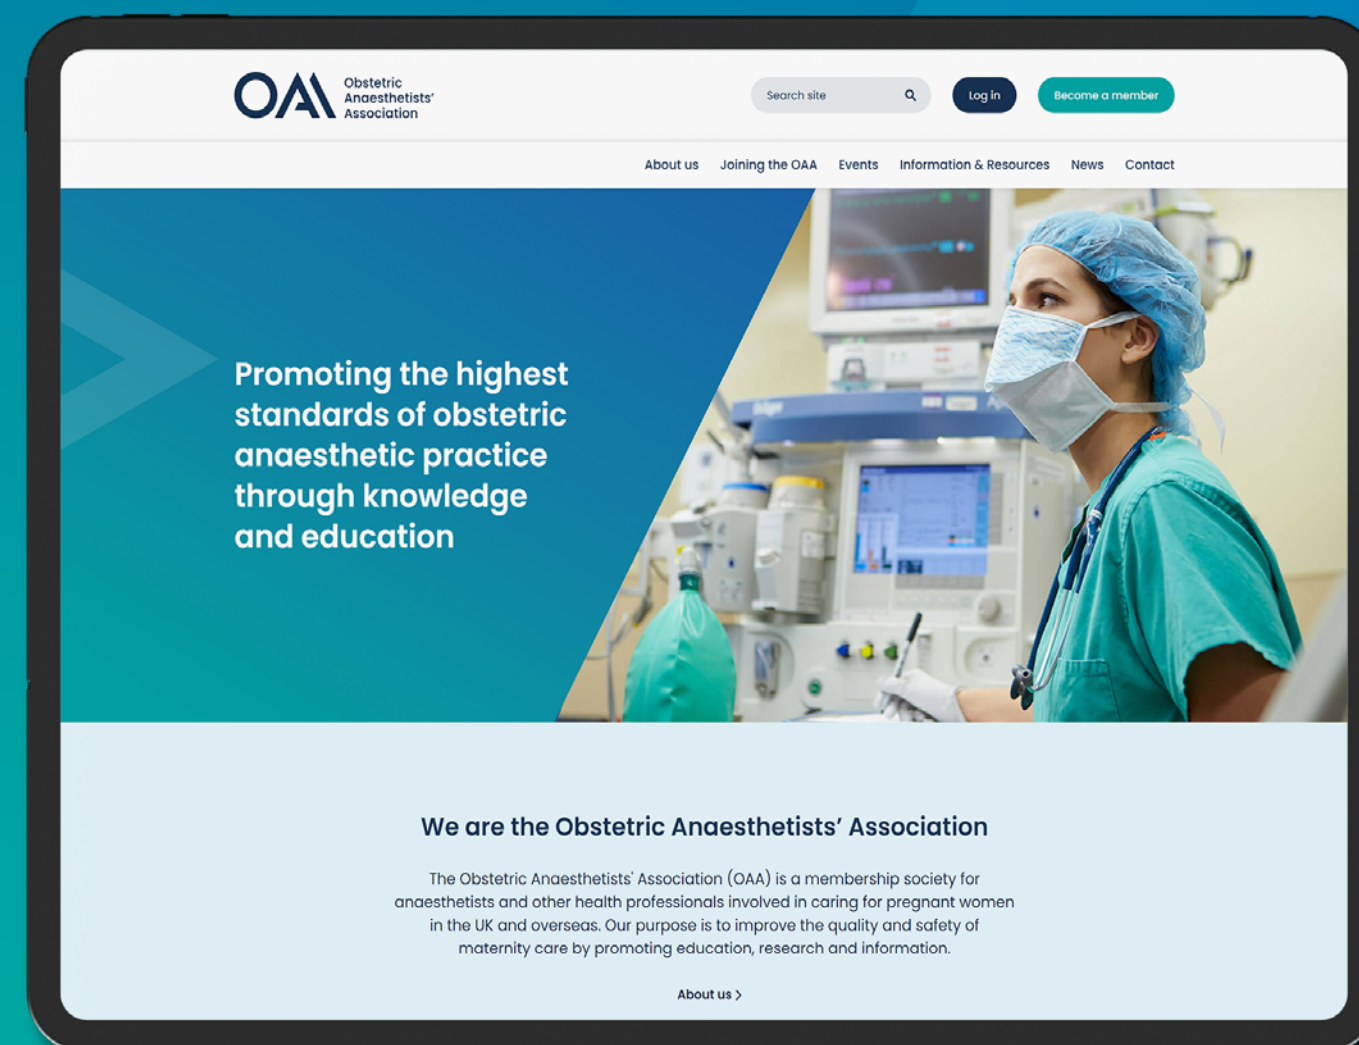 OAA
Obstetric
Anaesthetists’
Association
Search site
Log in
Become a member
About us
Joining the OAA
Events
Information & Resources
News
Contact
Promoting the highest
standards of obstetric
anaesthetic practice
through knowledge
and education
Dräger
We are the Obstetric Anaesthetists’ Association
The Obstetric Anaesthetists' Association (OAA) is a membership society for
anaesthetists and other health professionals involved in caring for pregnant women
in the UK and overseas. Our purpose is to improve the quality and safety of
maternity care by promoting education, research and information.
About us >